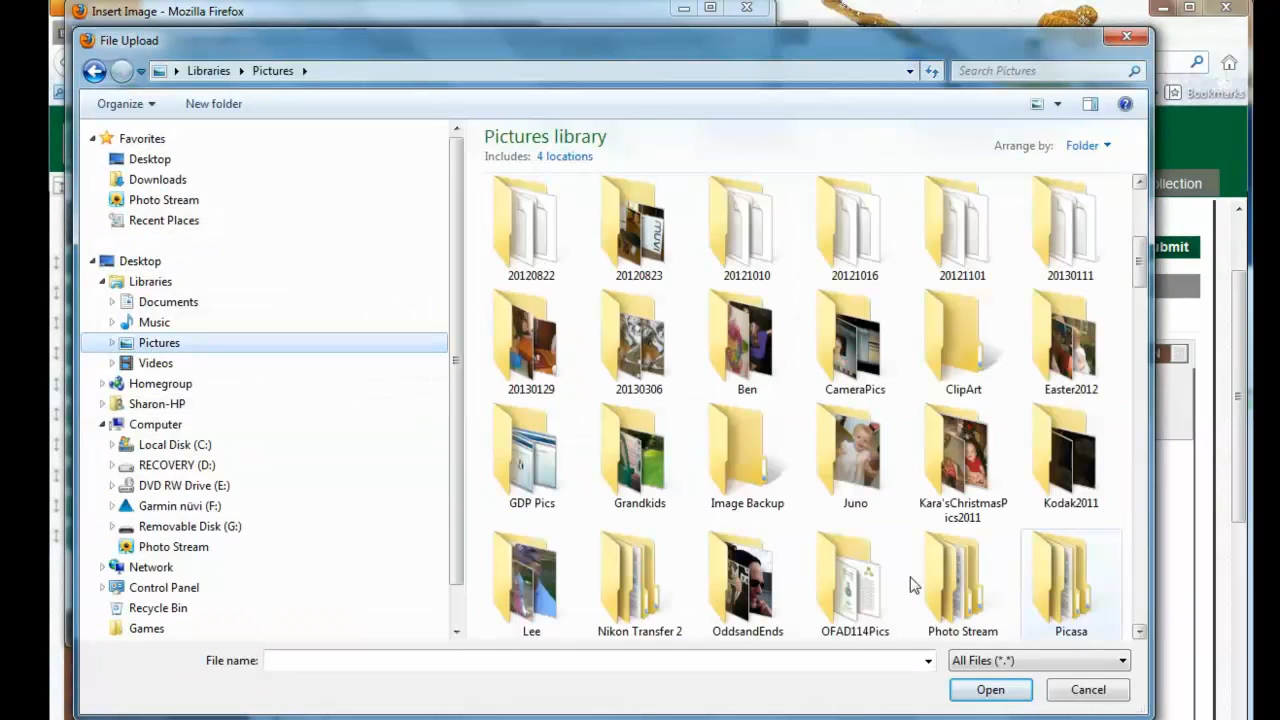 Insert Image - Mozilla Firefox
File Upload
Libraries Pictures
Search Pictures
Organize
New folder
Bookmarks
Favorites
Desktop
Downloads
Photo Stream
Recent Places
Desktop
Libraries
Documents
Music
Pictures
Videos
Homegroup
Sharon-HP
Computer
Local Disk (C:)
RECOVERY (D:)
DVD RW Drive (E:)
Garmin nüvi (F:)
Removable Disk (G:)
Photo Stream
Network
Control Panel
Recycle Bin
Games
Pictures library
Includes: 4 locations
Arrange by: Folder
20120822 20120823 20121010 20121016 20121101 20130111
20130129 20130306 Ben CameraPics ClipArt Easter2012
GDP Pics Grandkids Image Backup Juno Kara'sChristmasP
ics2011 Kodak2011
Lee Nikon Transfer 2 OddsandEnds OFAD114Pics Photo Stream Picasa
ollection
bmit
File name:
All Files (*.*)
Open
Cancel